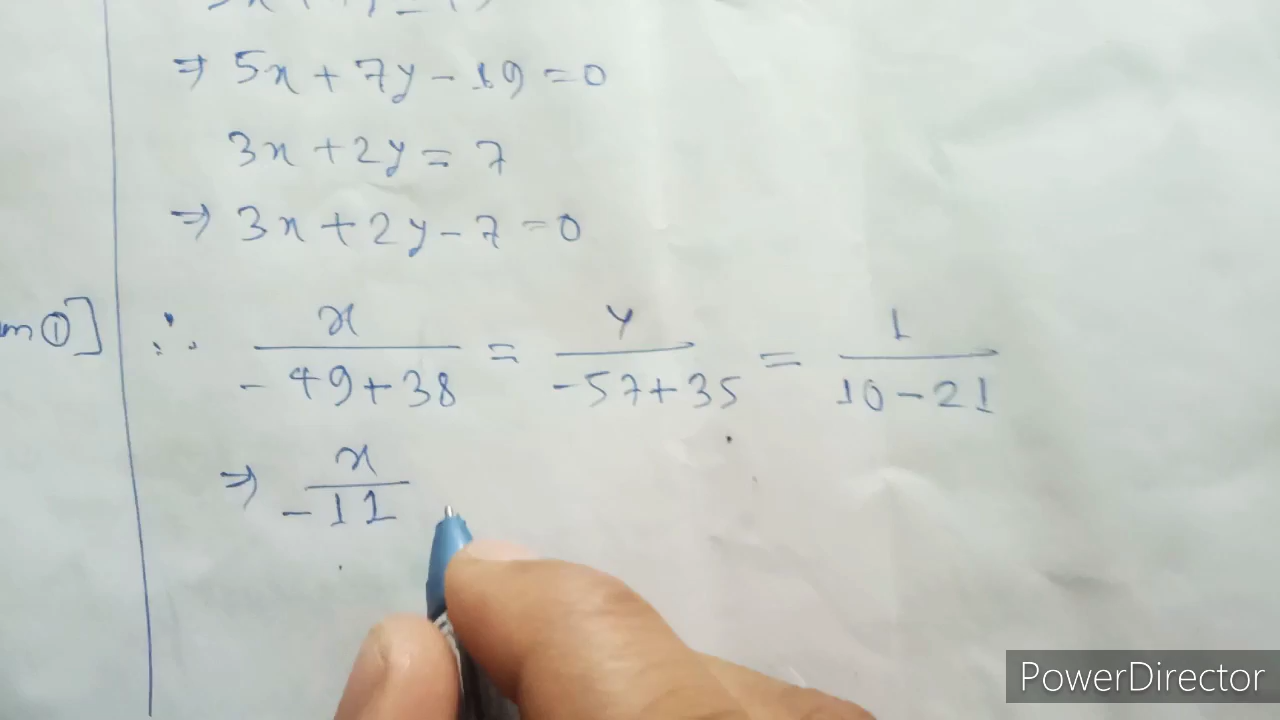 ⇒ 5x + 7y - 19 = 0
3x + 2y = 7
⇒ 3x + 2y - 7 = 0
m ①] ∴ x / -49+38 = y / -57+35 = 1 / 10-21
⇒ x / -11
PowerDirector